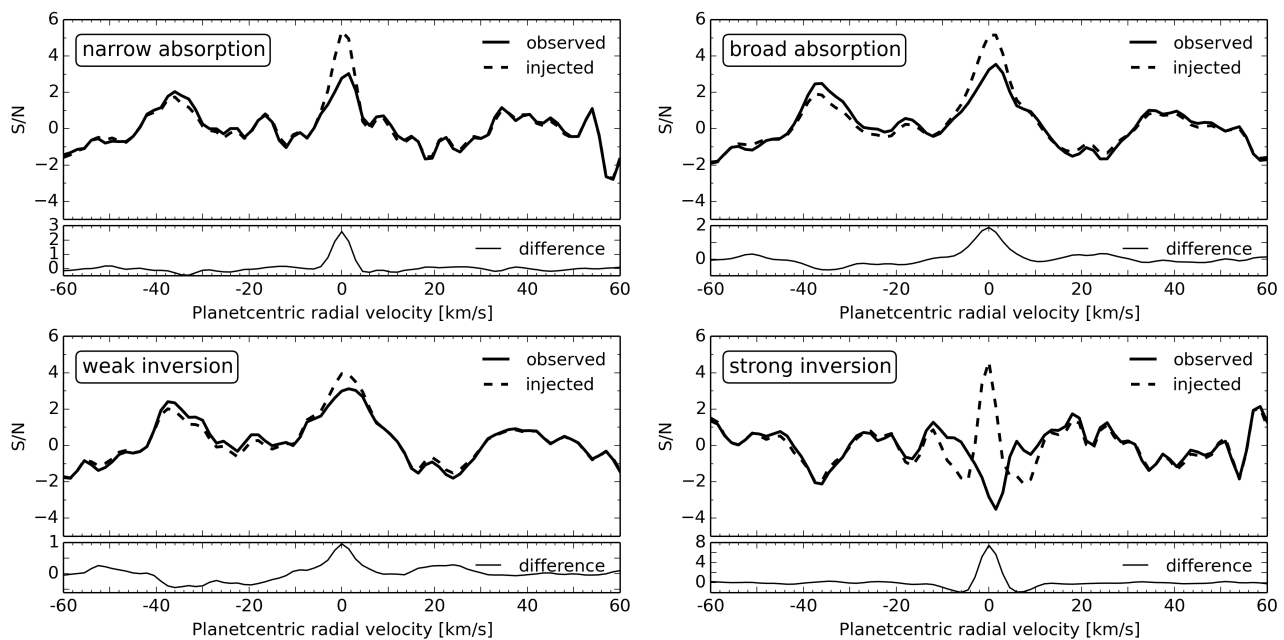 narrow absorption
observed
injected
S/N
6
4
2
0
−2
−4
difference
3
2
1
0
-60 -40 -20 0 20 40 60
Planetcentric radial velocity [km/s]
broad absorption
observed
injected
S/N
6
4
2
0
−2
−4
difference
2
0
-60 -40 -20 0 20 40 60
Planetcentric radial velocity [km/s]
weak inversion
observed
injected
S/N
6
4
2
0
−2
−4
difference
1
0
-60 -40 -20 0 20 40 60
Planetcentric radial velocity [km/s]
strong inversion
observed
injected
S/N
6
4
2
0
−2
−4
difference
8
4
0
-60 -40 -20 0 20 40 60
Planetcentric radial velocity [km/s]